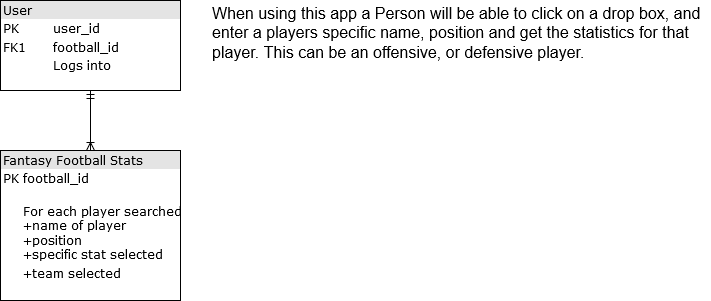 User
PK user_id
FK1 football_id
Logs into
When using this app a Person will be able to click on a drop box, and
enter a players specific name, position and get the statistics for that
player. This can be an offensive, or defensive player.
Fantasy Football Stats
PK football_id
For each player searched
+name of player
+position
+specific stat selected
+team selected